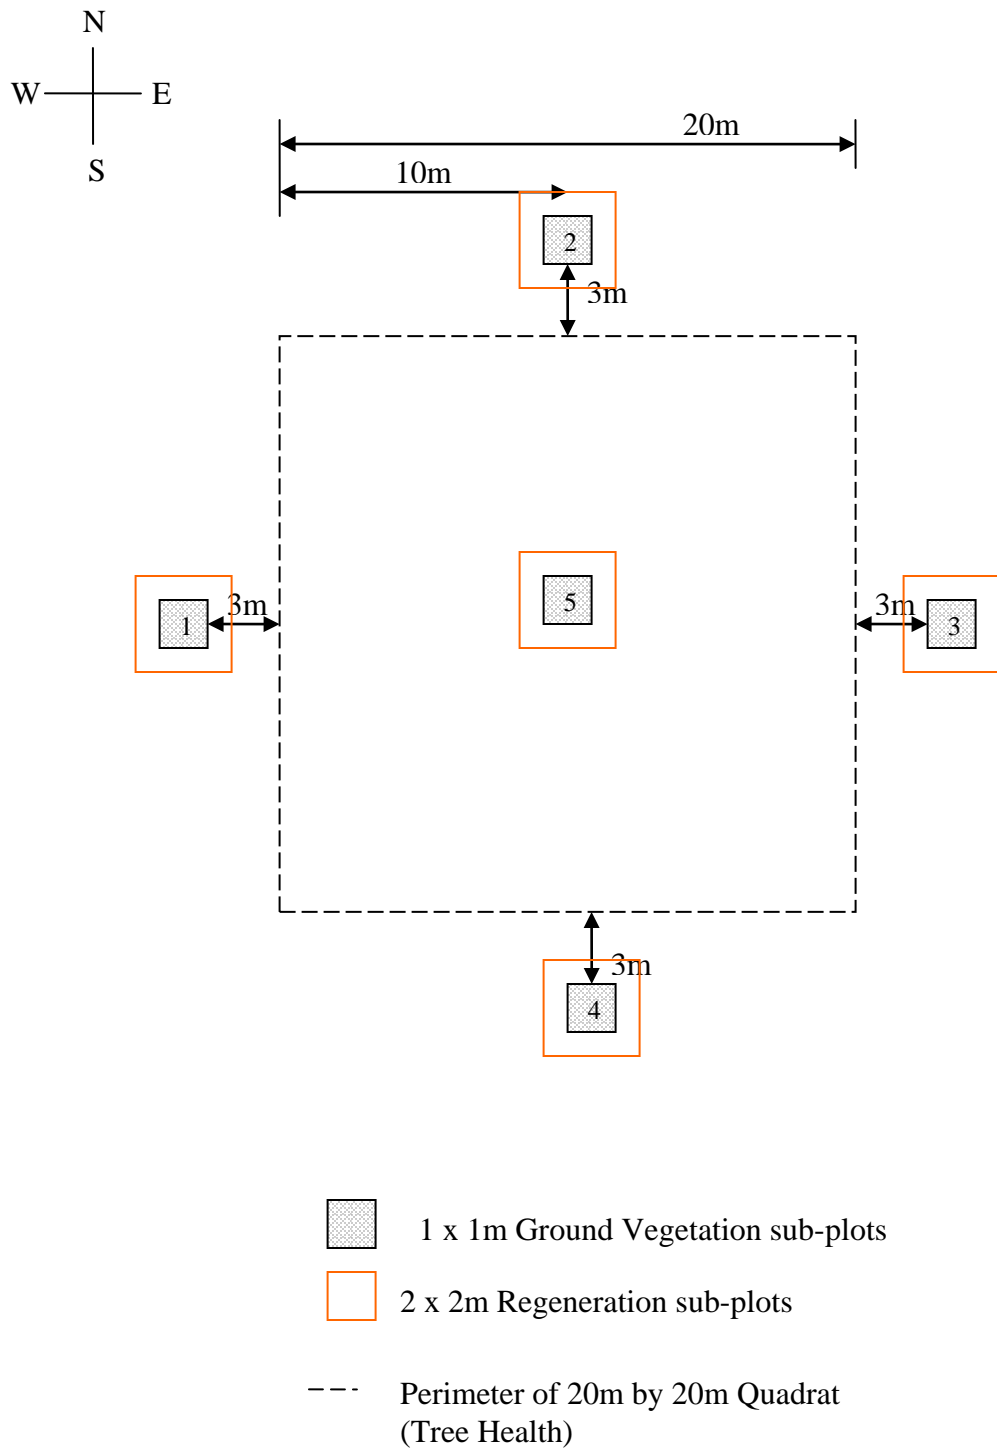 N
W E
S
20m
10m
2
3m
5
3m
1
3m
3
3m
4
1 x 1m Ground Vegetation sub-plots
2 x 2m Regeneration sub-plots
Perimeter of 20m by 20m Quadrat
(Tree Health)